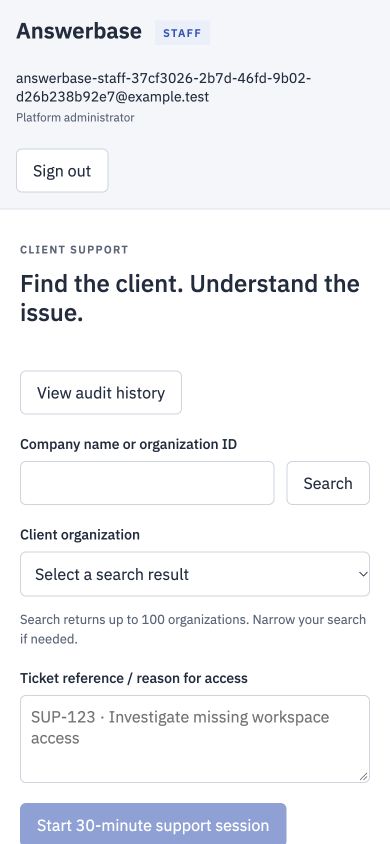 Answerbase STAFF
answerbase-staff-37cf3026-2b7d-46fd-9b02-
d26b238b92e7@example.test
Platform administrator
Sign out
CLIENT SUPPORT
Find the client. Understand the
issue.
View audit history
Company name or organization ID
Search
Client organization
Select a search result
Search returns up to 100 organizations. Narrow your search
if needed.
Ticket reference / reason for access
SUP-123 · Investigate missing workspace
access
Start 30-minute support session